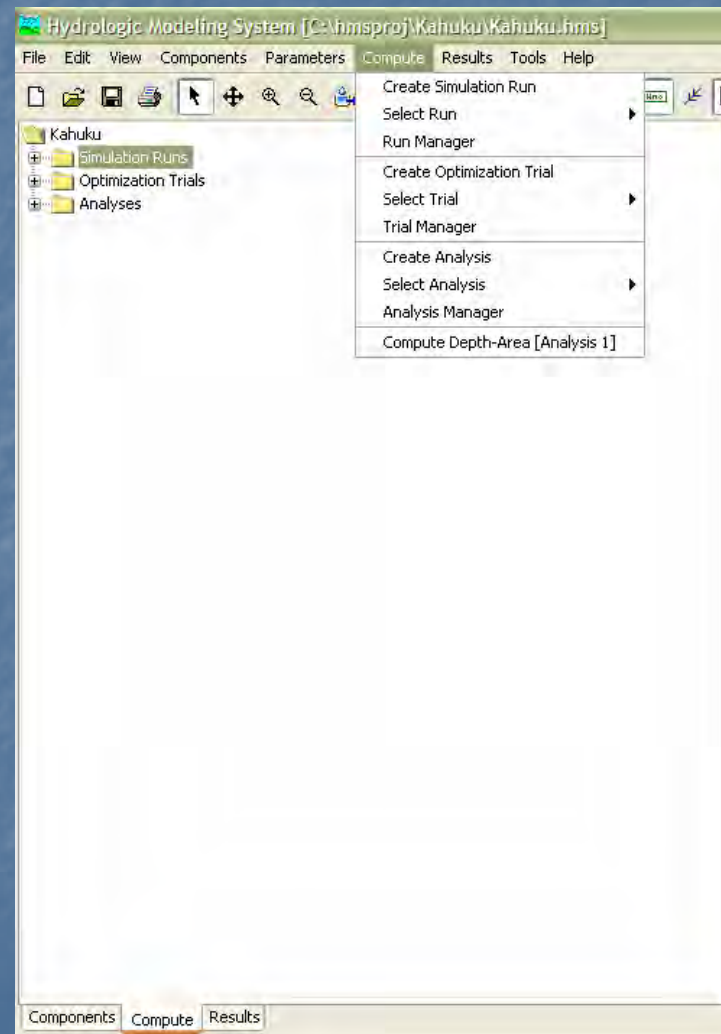 Hydrologic Modeling System [C:\hmsproj\Kahuku\Kahuku.hms]
File Edit View Components Parameters Compute Results Tools Help
Kahuku
Simulation Runs
Optimization Trials
Analyses
Create Simulation Run
Select Run
Run Manager
Create Optimization Trial
Select Trial
Trial Manager
Create Analysis
Select Analysis
Analysis Manager
Compute Depth-Area [Analysis 1]
Components Compute Results